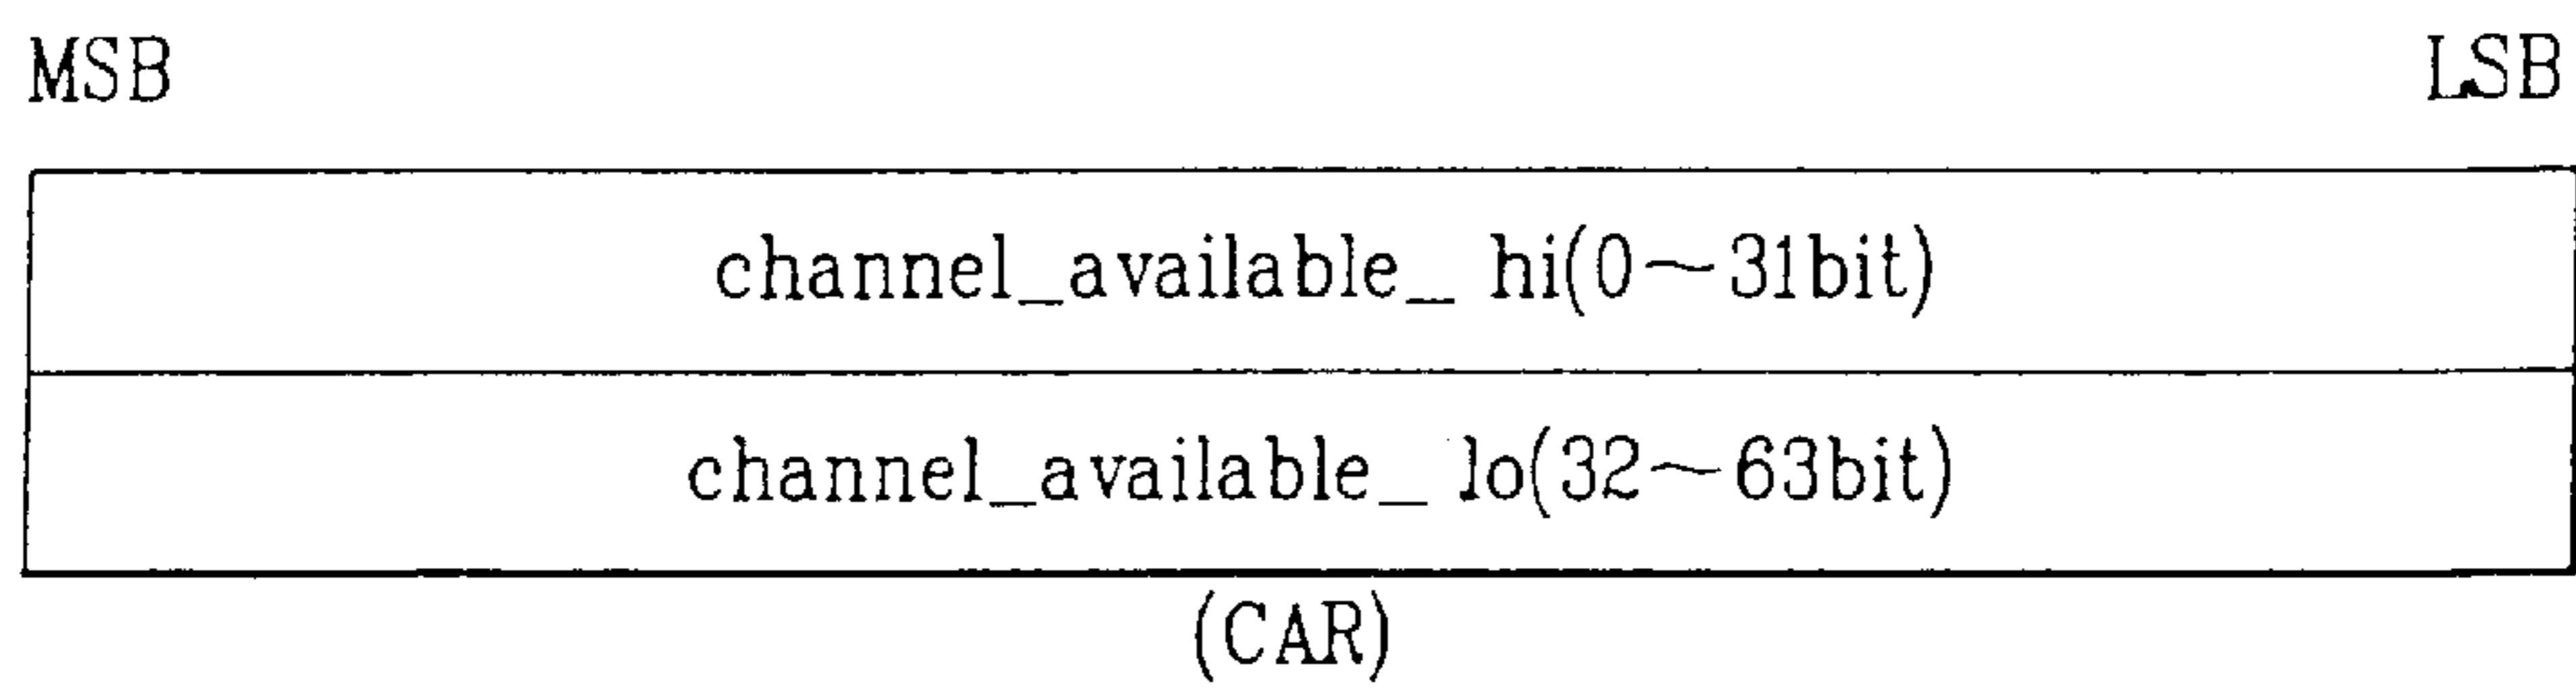 MSB LSB
channel_available_ hi(0~31bit)
channel_available_ lo(32~63bit)
(CAR)